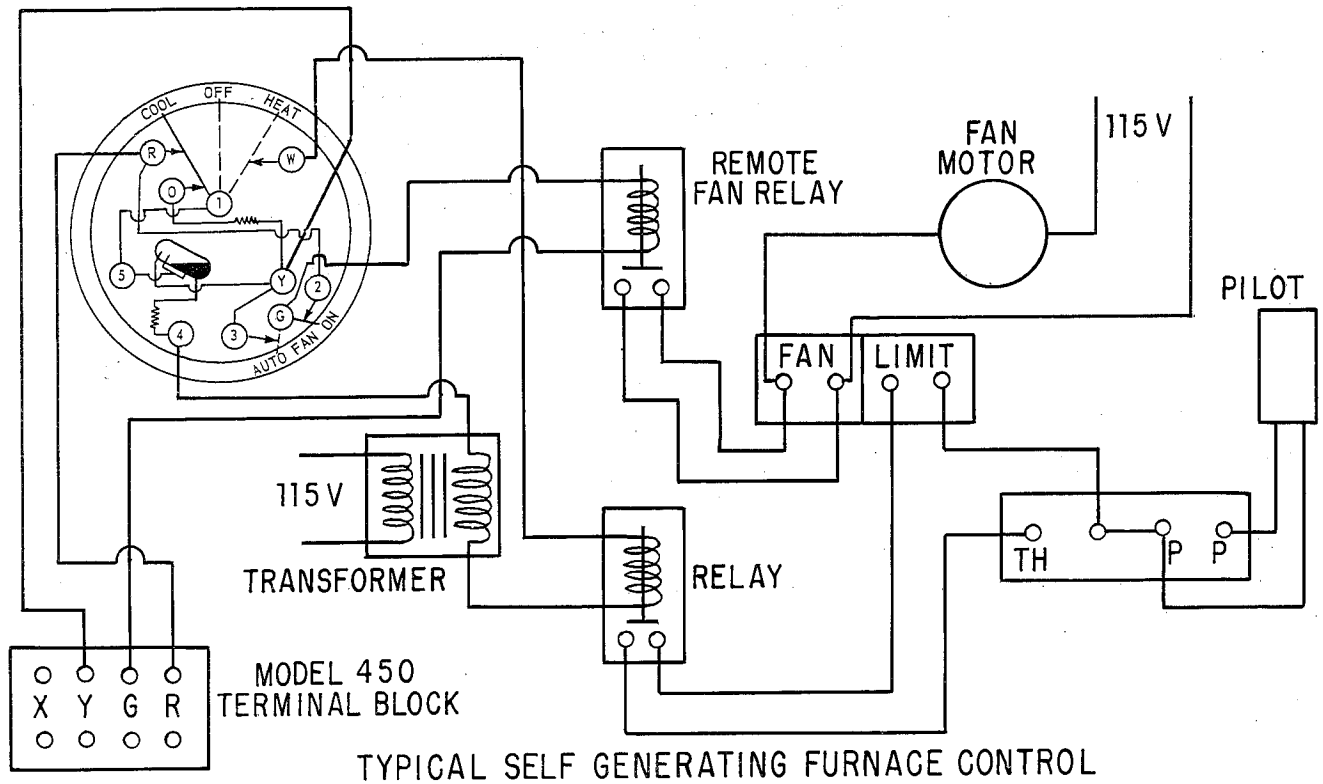 COOL
OFF
HEAT
R
W
O
1
5
Y
2
G
4
3
AUTO FAN ON
REMOTE
FAN RELAY
FAN
MOTOR
115 V
PILOT
FAN
LIMIT
115 V
TRANSFORMER
RELAY
TH
P
P
X Y G R
MODEL 450
TERMINAL BLOCK
TYPICAL SELF GENERATING FURNACE CONTROL